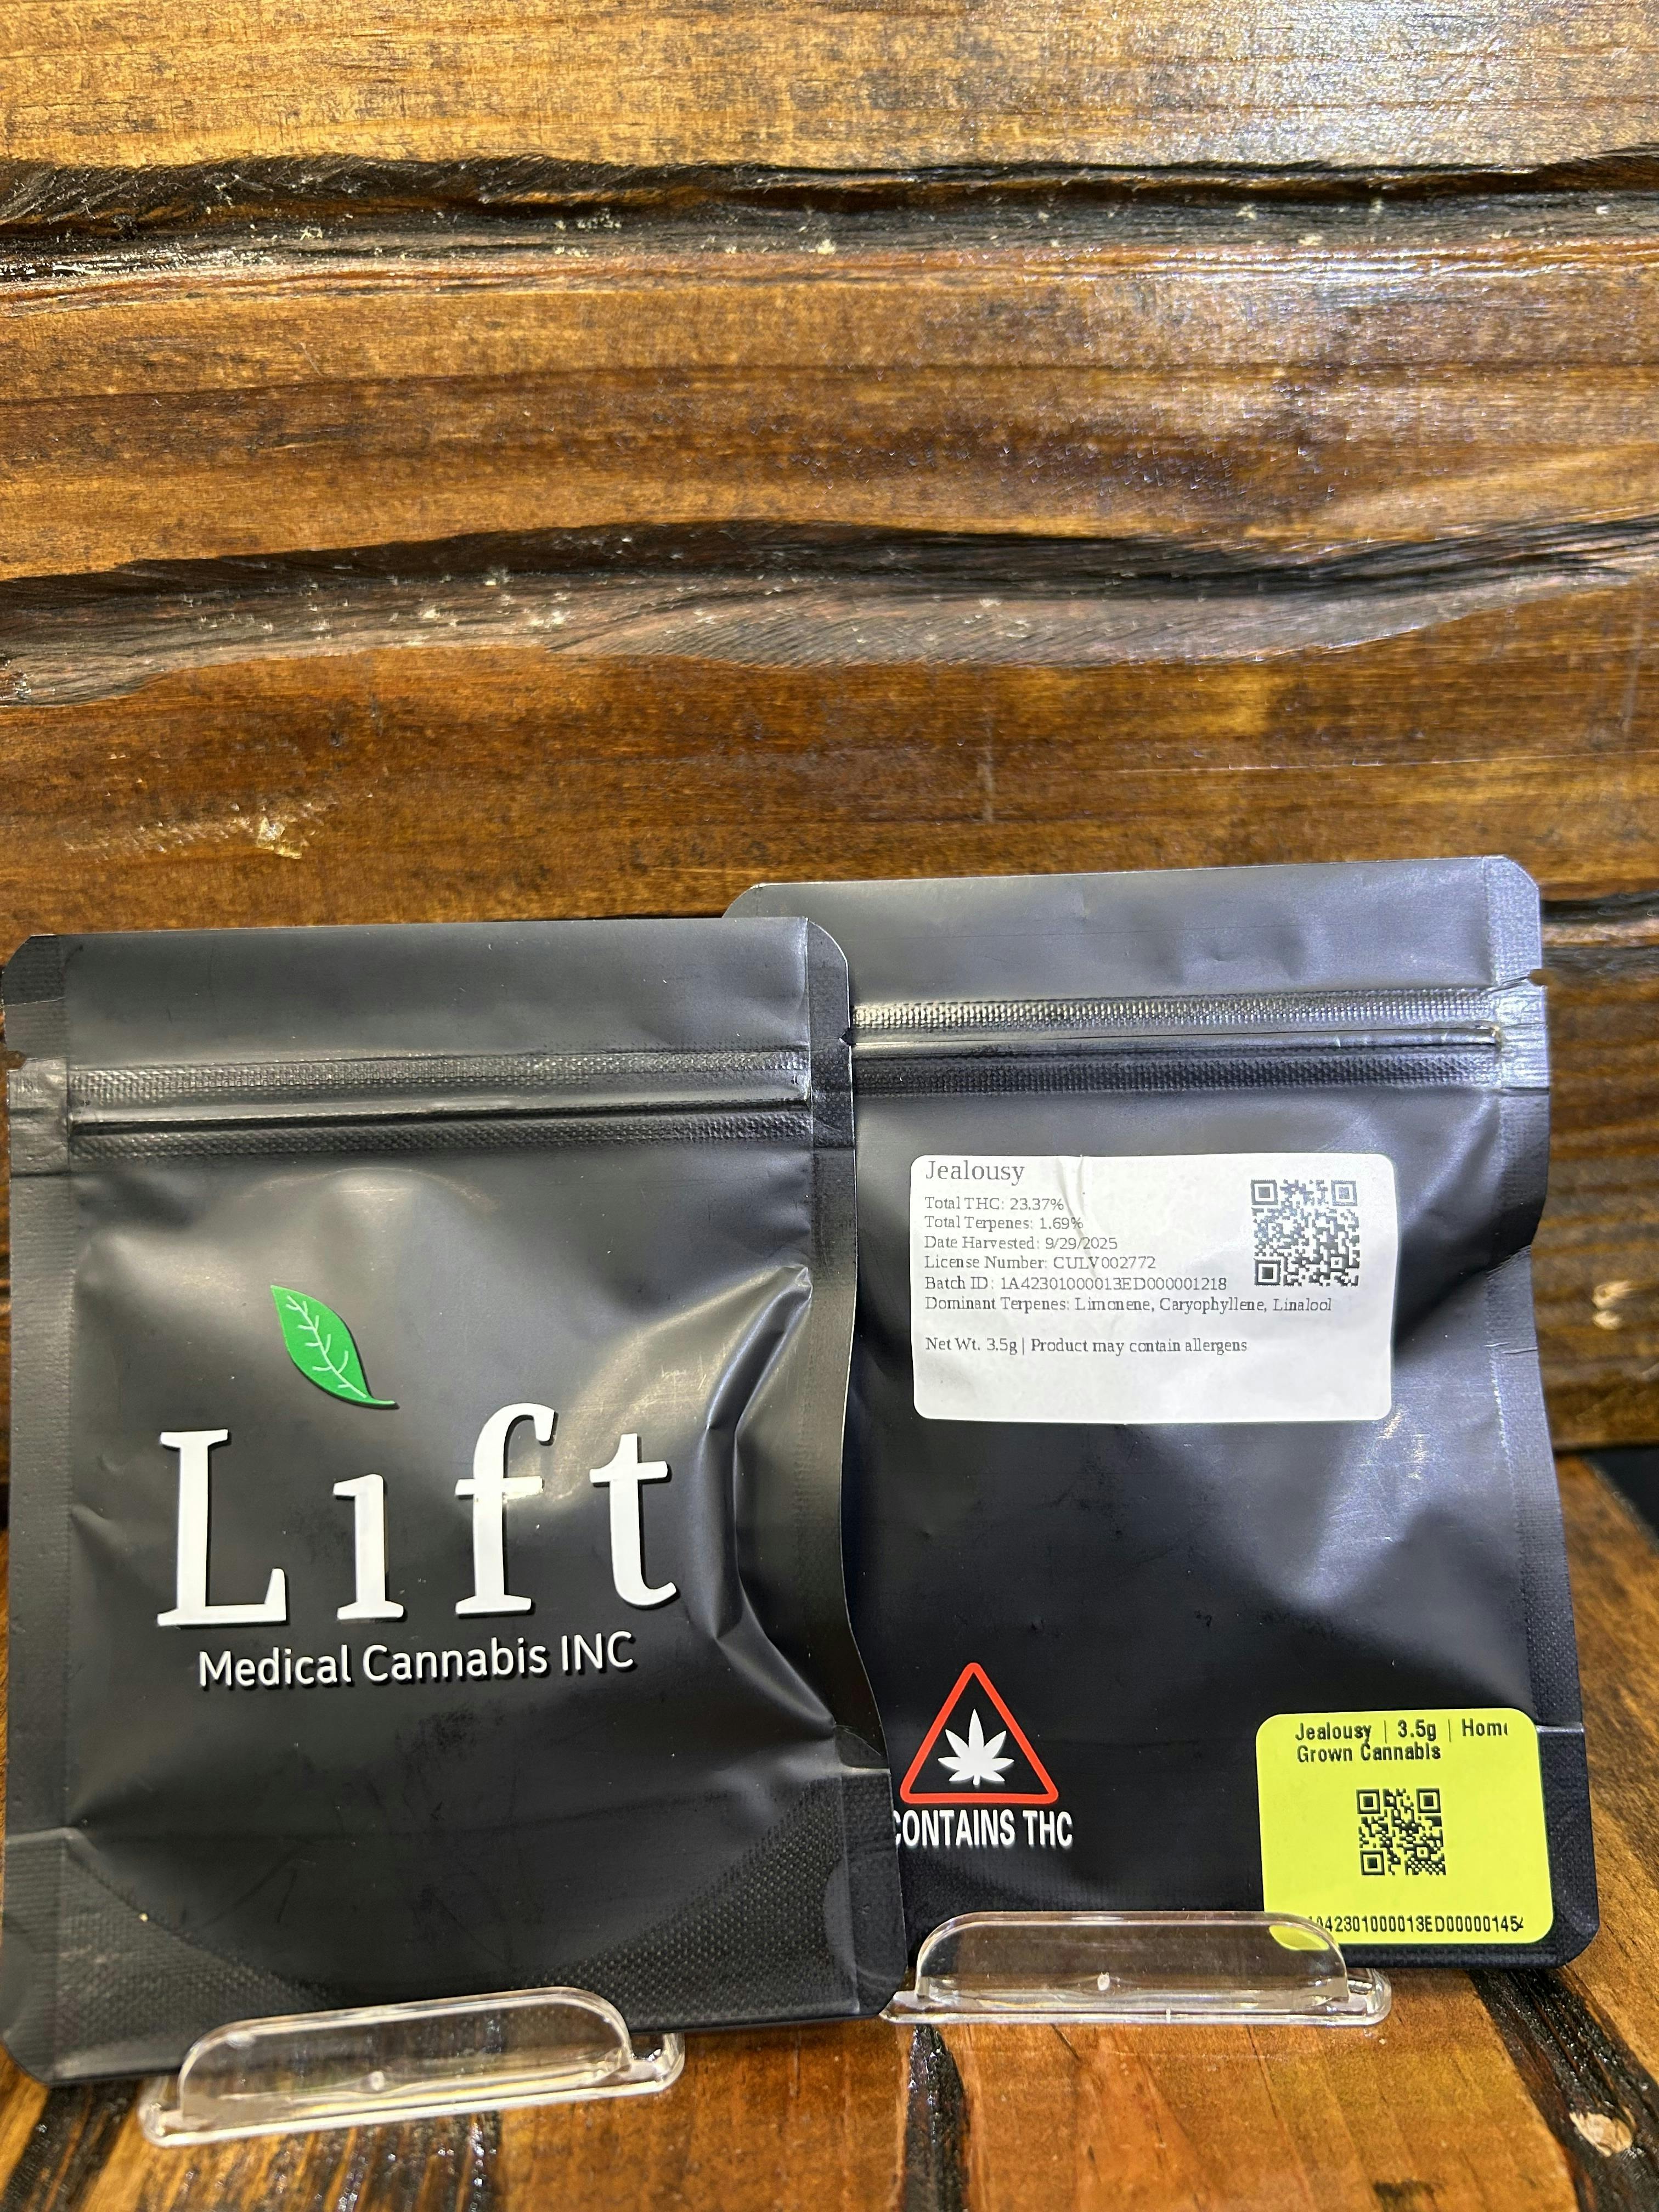 Lift
Medical Cannabis INC
Jealousy
Total THC: 23.37%
Total Terpenes: 1.69%
Date Harvested: 9/29/2025
License Number: CULV002772
Batch ID: 1A42301000013ED000001218
Dominant Terpenes: Limonene, Caryophyllene, Linalool
Net Wt. 3.5g | Product may contain allergens
CONTAINS THC
Jealousy | 3.5g | Home
Grown Cannabis
1A42301000013ED00000145